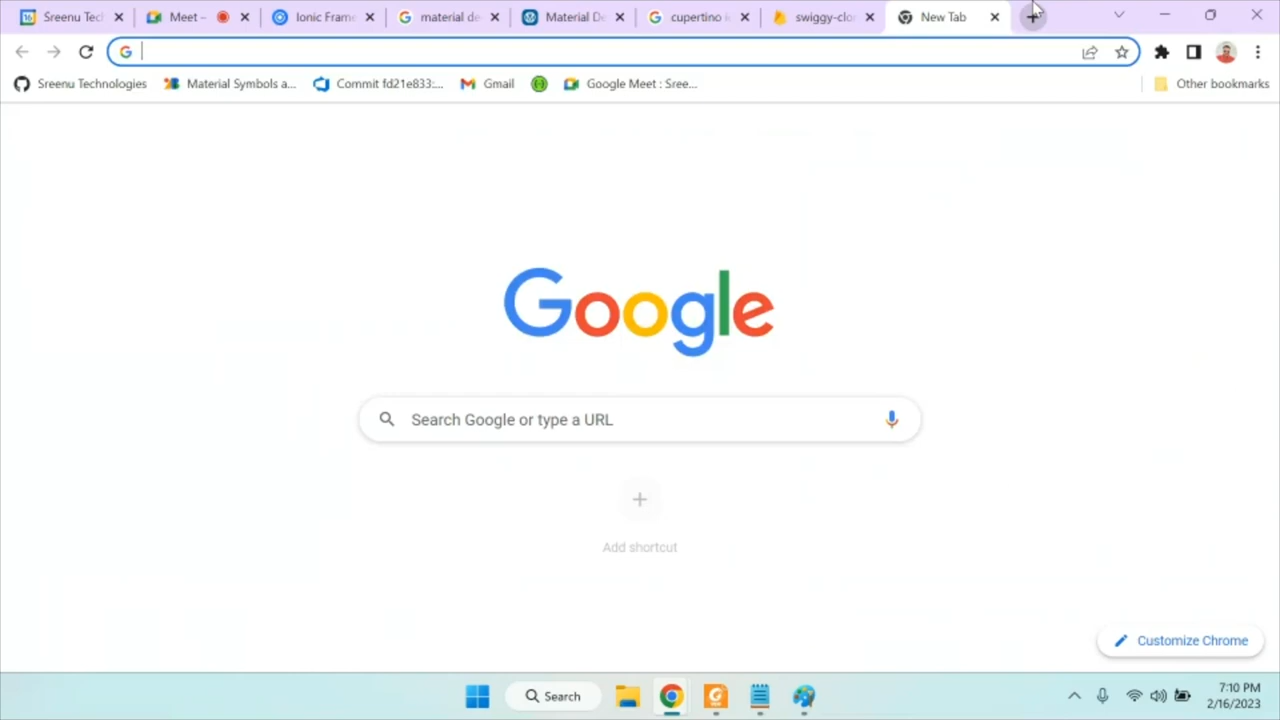 Sreenu Tech
Meet –
Ionic Frame
material de
Material De
cupertino i
swiggy-clon
New Tab
Sreenu Technologies
Material Symbols a...
Commit fd21e833:...
Gmail
Google Meet : Sree...
Other bookmarks
Google
Search Google or type a URL
Add shortcut
Customize Chrome
Search
7:10 PM
2/16/2023